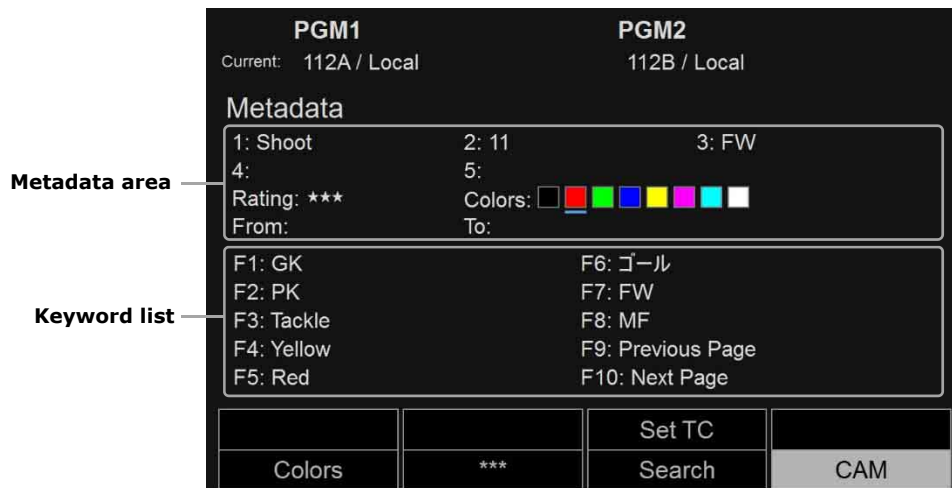 PGM1 PGM2
Current: 112A / Local 112B / Local
Metadata
1: Shoot 2: 11 3: FW
4: 5:
Rating: *** Colors:
From: To:
Metadata area
F1: GK F6: ゴール
F2: PK F7: FW
F3: Tackle F8: MF
F4: Yellow F9: Previous Page
F5: Red F10: Next Page
Keyword list
Set TC
Colors *** Search CAM